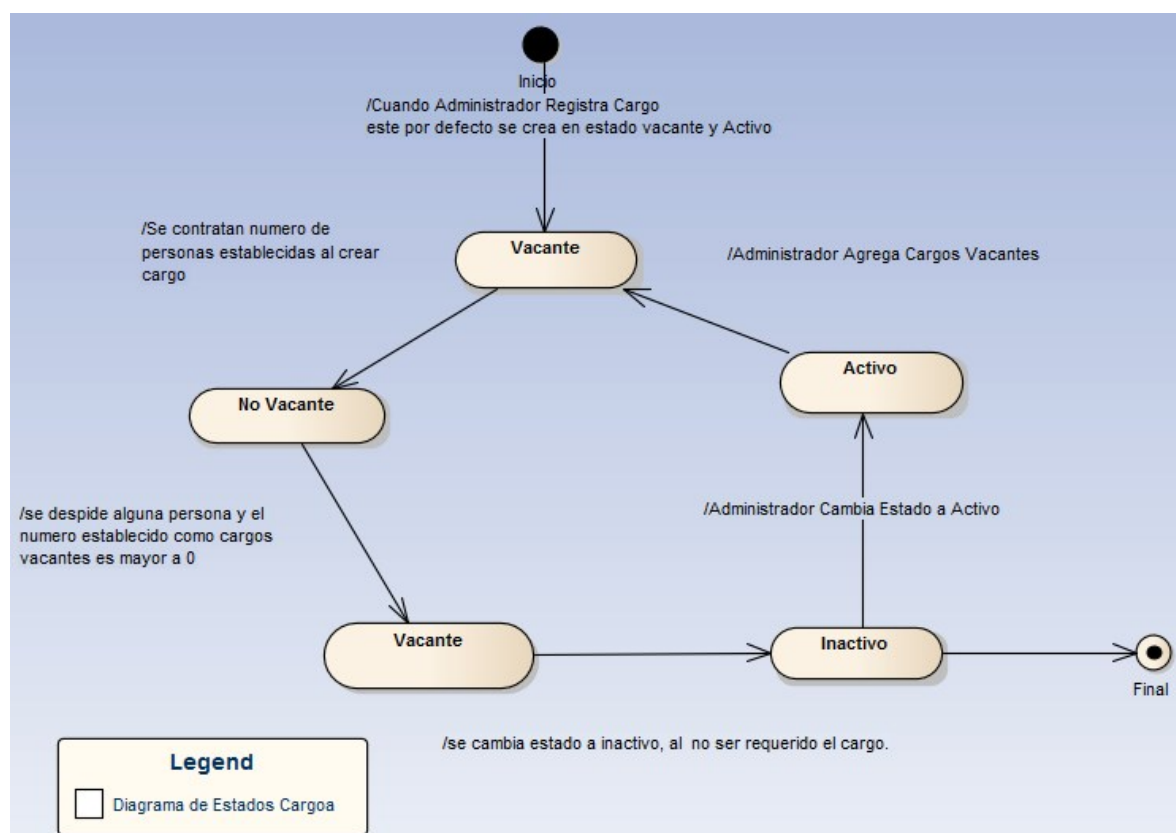 Inicio
/Cuando Administrador Registra Cargo
este por defecto se crea en estado vacante y Activo
/Se contratan numero de
personas establecidas al crear
cargo
Vacante
/Administrador Agrega Cargos Vacantes
Activo
No Vacante
/se despide alguna persona y el
numero establecido como cargos
vacantes es mayor a 0
/Administrador Cambia Estado a Activo
Vacante
Inactivo
Final
/se cambia estado a inactivo, al no ser requerido el cargo.
Legend
Diagrama de Estados Cargoa